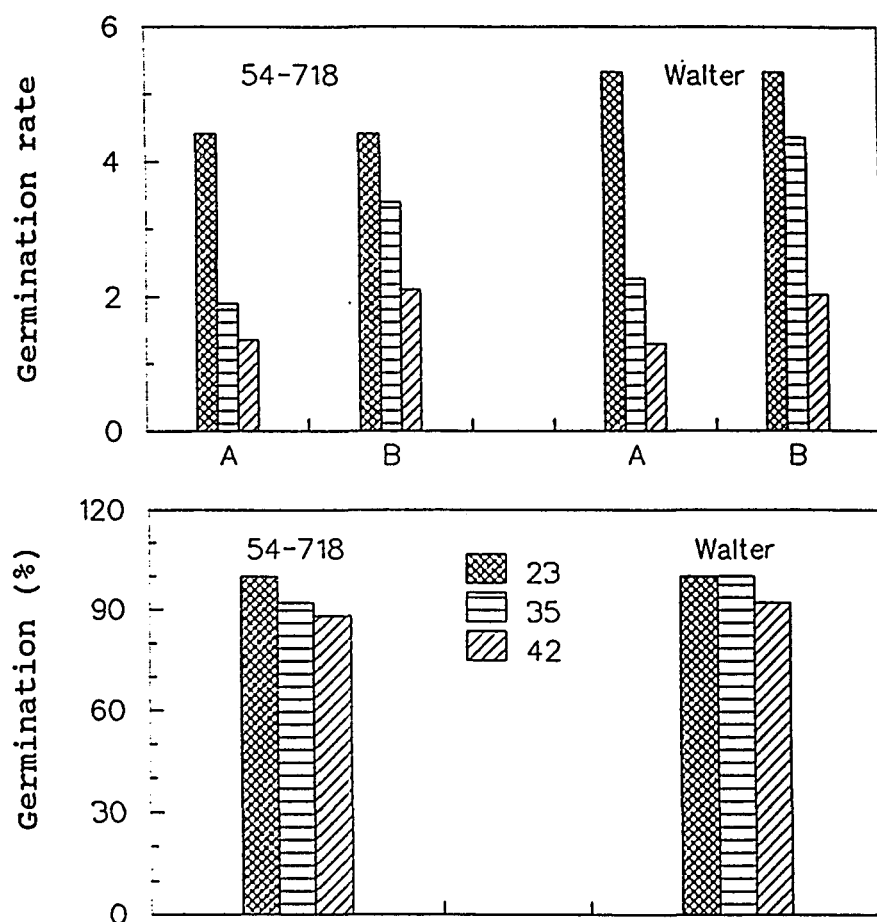 Germination rate
6
4
2
0
54-718
Walter
A B A B
Germination (%)
120
90
60
30
0
54-718
Walter
23
35
42